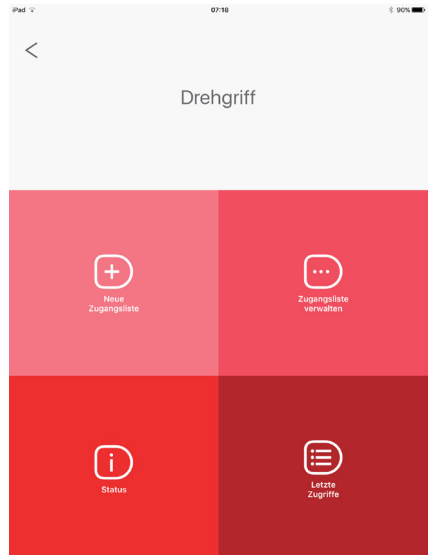 iPad 07:18 90%
Drehgriff
Neue
Zugangsliste
Zugangsliste
verwalten
Status
Letzte
Zugriffe